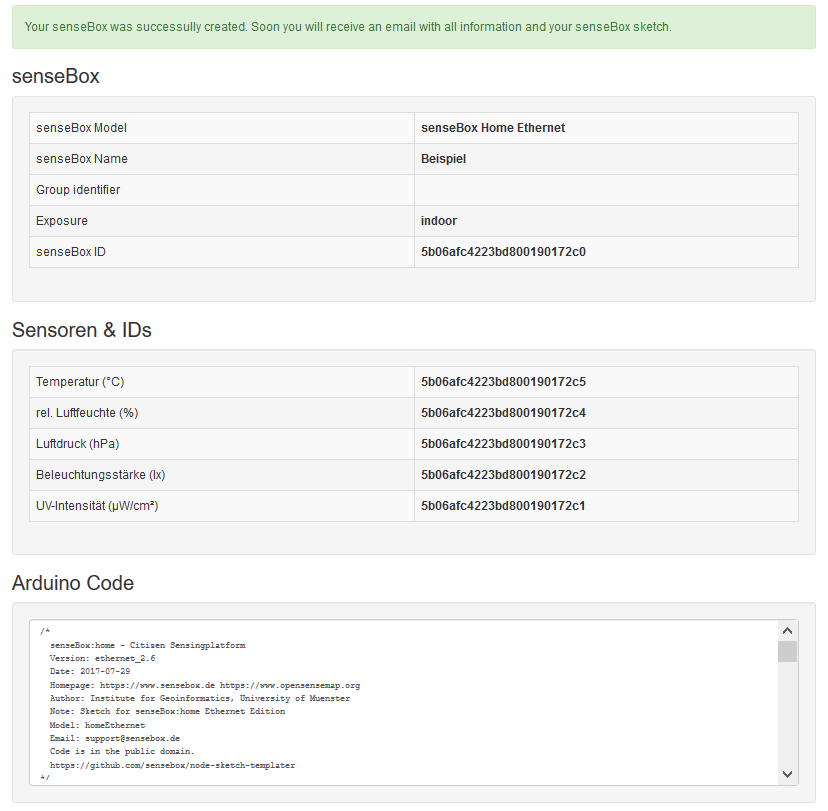 Your senseBox was successully created. Soon you will receive an email with all information and your senseBox sketch.
senseBox
senseBox Model senseBox Home Ethernet
senseBox Name Beispiel
Group identifier
Exposure indoor
senseBox ID 5b06afc4223bd800190172c0
Sensoren & IDs
Temperatur (°C) 5b06afc4223bd800190172c5
rel. Luftfeuchte (%) 5b06afc4223bd800190172c4
Luftdruck (hPa) 5b06afc4223bd800190172c3
Beleuchtungsstärke (lx) 5b06afc4223bd800190172c2
UV-Intensität (µW/cm²) 5b06afc4223bd800190172c1
Arduino Code
/*
senseBox:home - Citizen Sensingplatform
Version: ethernet_2.6
Date: 2017-07-29
Homepage: https://www.sensebox.de https://www.opensensemap.org
Author: Institute for Geoinformatics, University of Muenster
Note: Sketch for senseBox:home Ethernet Edition
Model: homeEthernet
Email: support@sensebox.de
Code is in the public domain.
https://github.com/sensebox/node-sketch-templater
*/